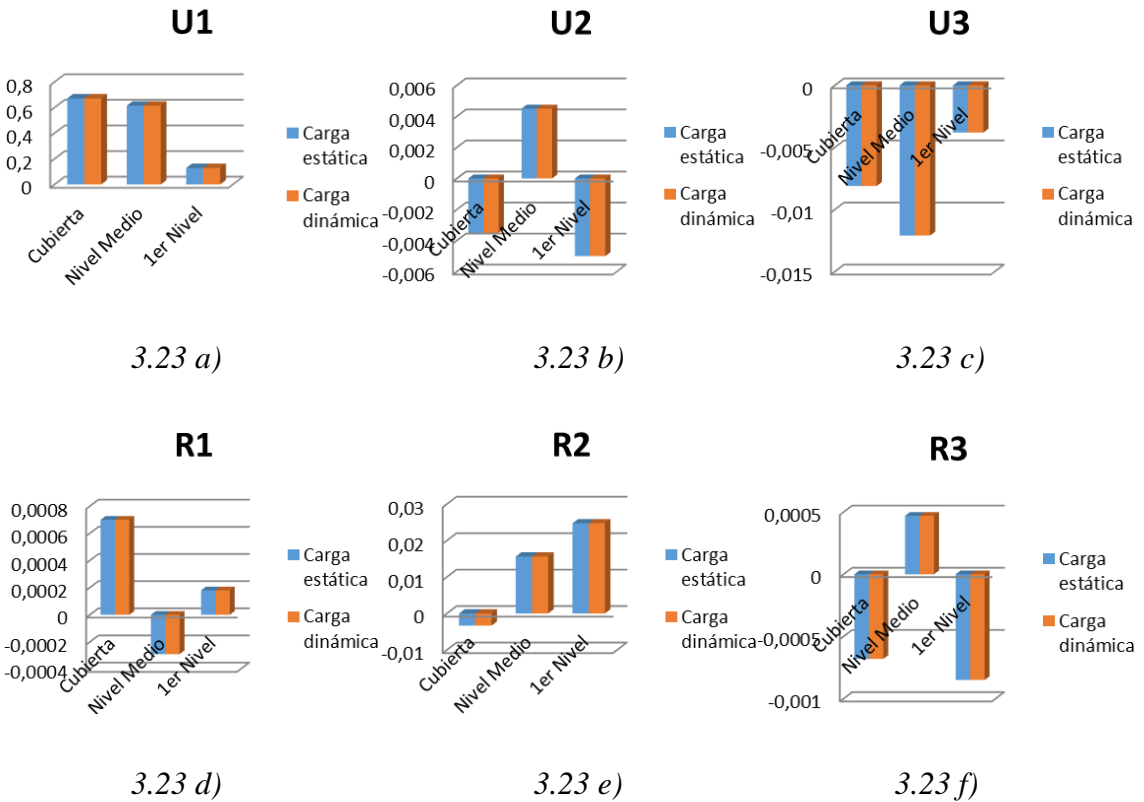 U1
0,8
0,6
0,4
0,2
0
Cubierta
Nivel Medio
1er Nivel
Carga
estática
Carga
dinámica
3.23 a)
U2
0,006
0,004
0,002
0
-0,002
-0,004
-0,006
Cubierta
Nivel Medio
1er Nivel
Carga
estática
Carga
dinámica
3.23 b)
U3
0
-0,005
-0,01
-0,015
Cubierta
Nivel Medio
1er Nivel
Carga
estática
Carga
dinámica
3.23 c)
R1
0,0008
0,0006
0,0004
0,0002
0
-0,0002
-0,0004
Cubierta
Nivel Medio
1er Nivel
Carga
estática
Carga
dinámica
3.23 d)
R2
0,03
0,02
0,01
0
-0,01
Cubierta
Nivel Medio
1er Nivel
Carga
estática
Carga
dinámica
3.23 e)
R3
0,0005
0
-0,0005
-0,001
Cubierta
Nivel Medio
1er Nivel
Carga
estática
Carga
dinámica
3.23 f)